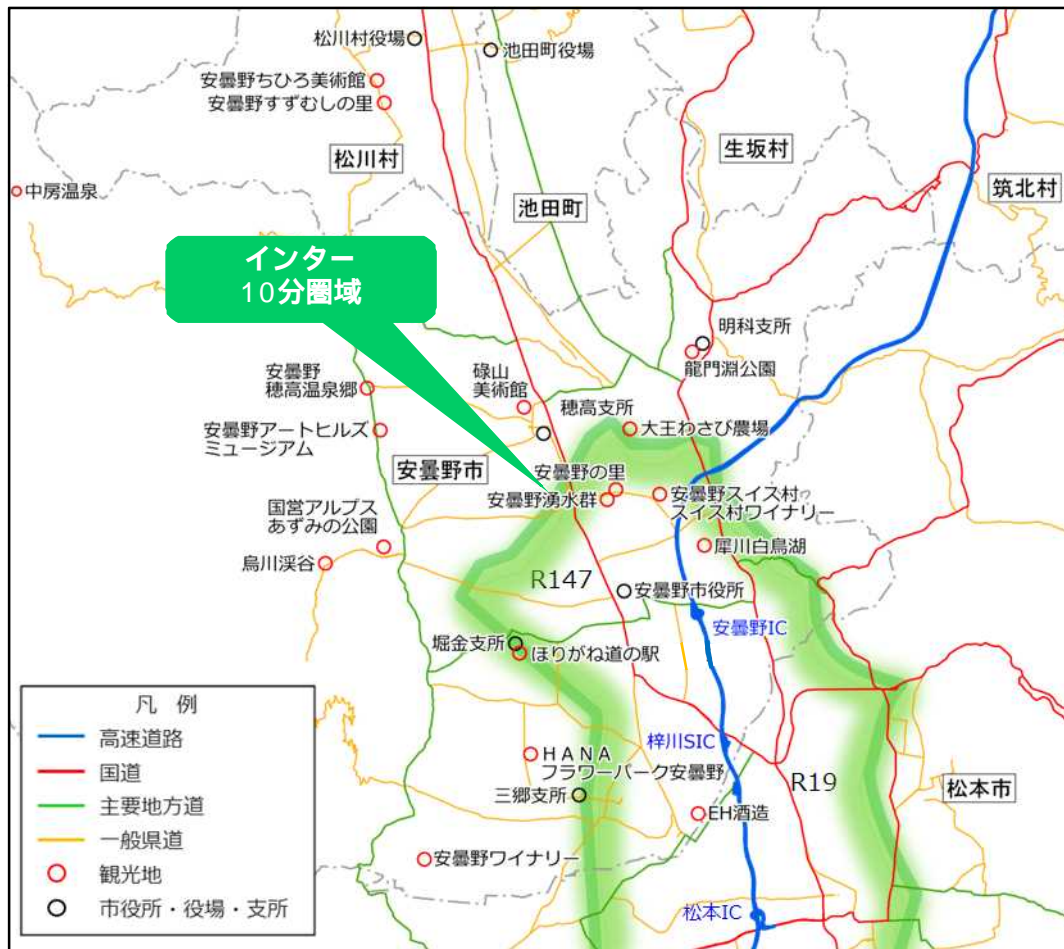 松川村役場
池田町役場
安曇野ちひろ美術館
安曇野すずむしの里
生坂村
松川村
筑北村
中房温泉
池田町
インター
10分圏域
明科支所
龍門淵公園
安曇野
穂高温泉郷
碌山
美術館
穂高支所
大王わさび農場
安曇野アートヒルズ
ミュージアム
安曇野市
安曇野の里
安曇野湧水群
安曇野スイス村
スイス村ワイナリー
国営アルプス
あずみの公園
犀川白鳥湖
烏川渓谷
R147
安曇野市役所
安曇野IC
堀金支所
ほりがね道の駅
梓川SIC
HANA
フラワーパーク安曇野
R19
松本市
三郷支所
EH酒造
安曇野ワイナリー
松本IC
凡 例
高速道路
国道
主要地方道
一般県道
観光地
市役所・役場・支所